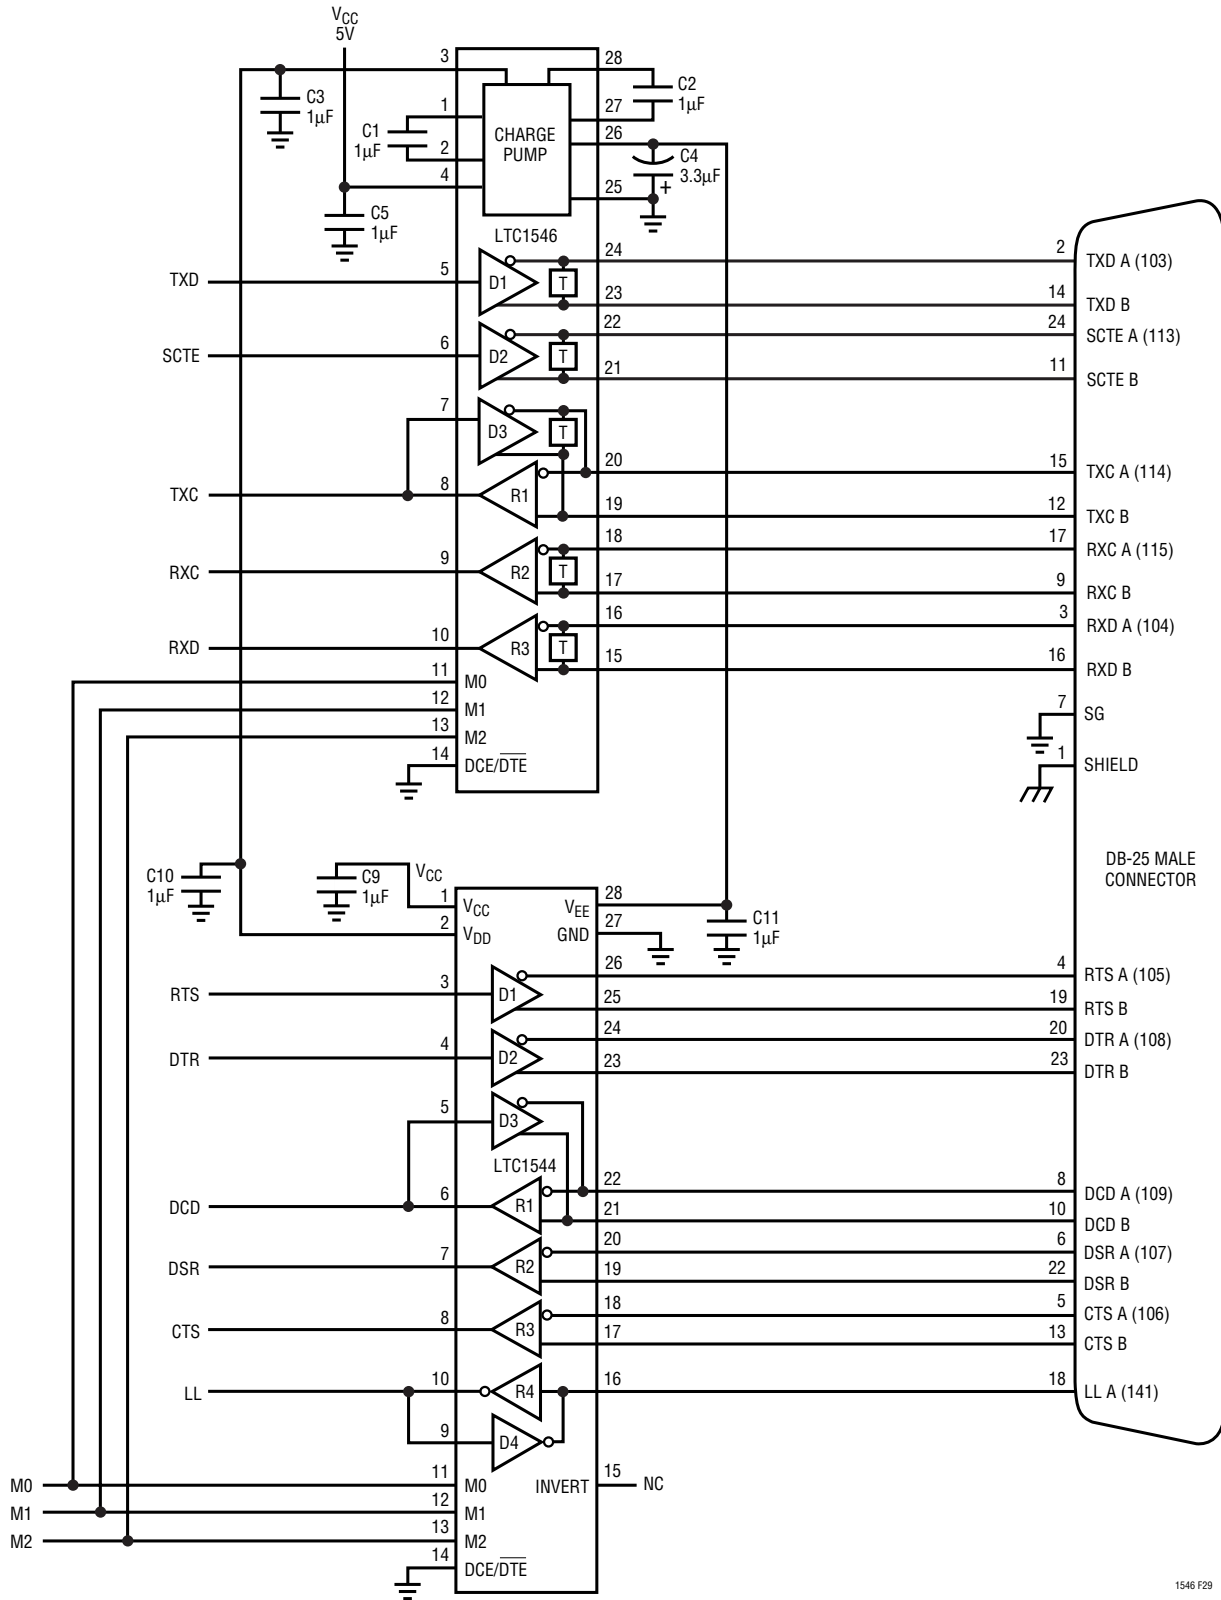 VCC
5V
3
28
C3
1µF
C2
1µF
1
27
C1
1µF
CHARGE
PUMP
26
2
C4
3.3µF
+
4
25
C5
1µF
LTC1546
24
2
TXD A (103)
TXD
5
D1
T
23
14
TXD B
22
24
SCTE A (113)
SCTE
6
D2
T
21
11
SCTE B
7
D3
T
20
15
TXC A (114)
TXC
8
R1
19
12
TXC B
18
17
RXC A (115)
RXC
9
R2
T
17
9
RXC B
16
3
RXD A (104)
RXD
10
R3
T
15
16
RXD B
11
M0
12
M1
7
SG
13
M2
14
DCE/DTE
1
SHIELD
DB-25 MALE
CONNECTOR
C10
1µF
C9
1µF
VCC
1
VCC
VEE
28
2
VDD
GND
27
C11
1µF
26
4
RTS A (105)
RTS
3
D1
25
19
RTS B
24
20
DTR A (108)
DTR
4
D2
23
23
DTR B
5
D3
LTC1544
22
8
DCD A (109)
DCD
6
R1
21
10
DCD B
20
6
DSR A (107)
DSR
7
R2
19
22
DSR B
18
5
CTS A (106)
CTS
8
R3
17
13
CTS B
LL
10
R4
16
18
LL A (141)
9
D4
M0
11
M0
INVERT
15
NC
M1
12
M1
M2
13
M2
14
DCE/DTE
1546 F29